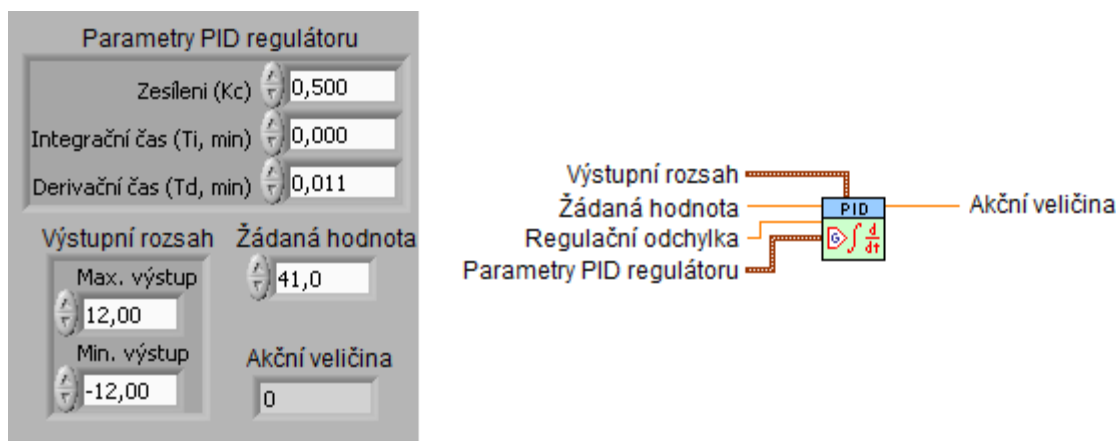 Parametry PID regulátoru
Zesíleni (Kc) 0,500
Integrační čas (Ti, min) 0,000
Derivační čas (Td, min) 0,011
Výstupní rozsah
Max. výstup
12,00
Min. výstup
-12,00
Žádaná hodnota
41,0
Akční veličina
0
Výstupní rozsah
Žádaná hodnota
Regulační odchylka
Parametry PID regulátoru
PID
G ∫ d/dt
Akční veličina